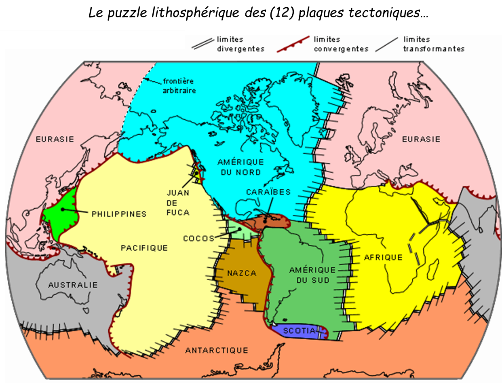 Le puzzle lithosphérique des (12) plaques tectoniques...
limites
divergentes
limites
convergentes
limites
transformantes
frontière
arbitraire
EURASIE
EURASIE
AMÉRIQUE
DU NORD
JUAN
DE
FUCA
CARAÏBES
PHILIPPINES
COCOS
PACIFIQUE
AFRIQUE
NAZCA
AMÉRIQUE
DU SUD
AUSTRALIE
SCOTIA
ANTARCTIQUE